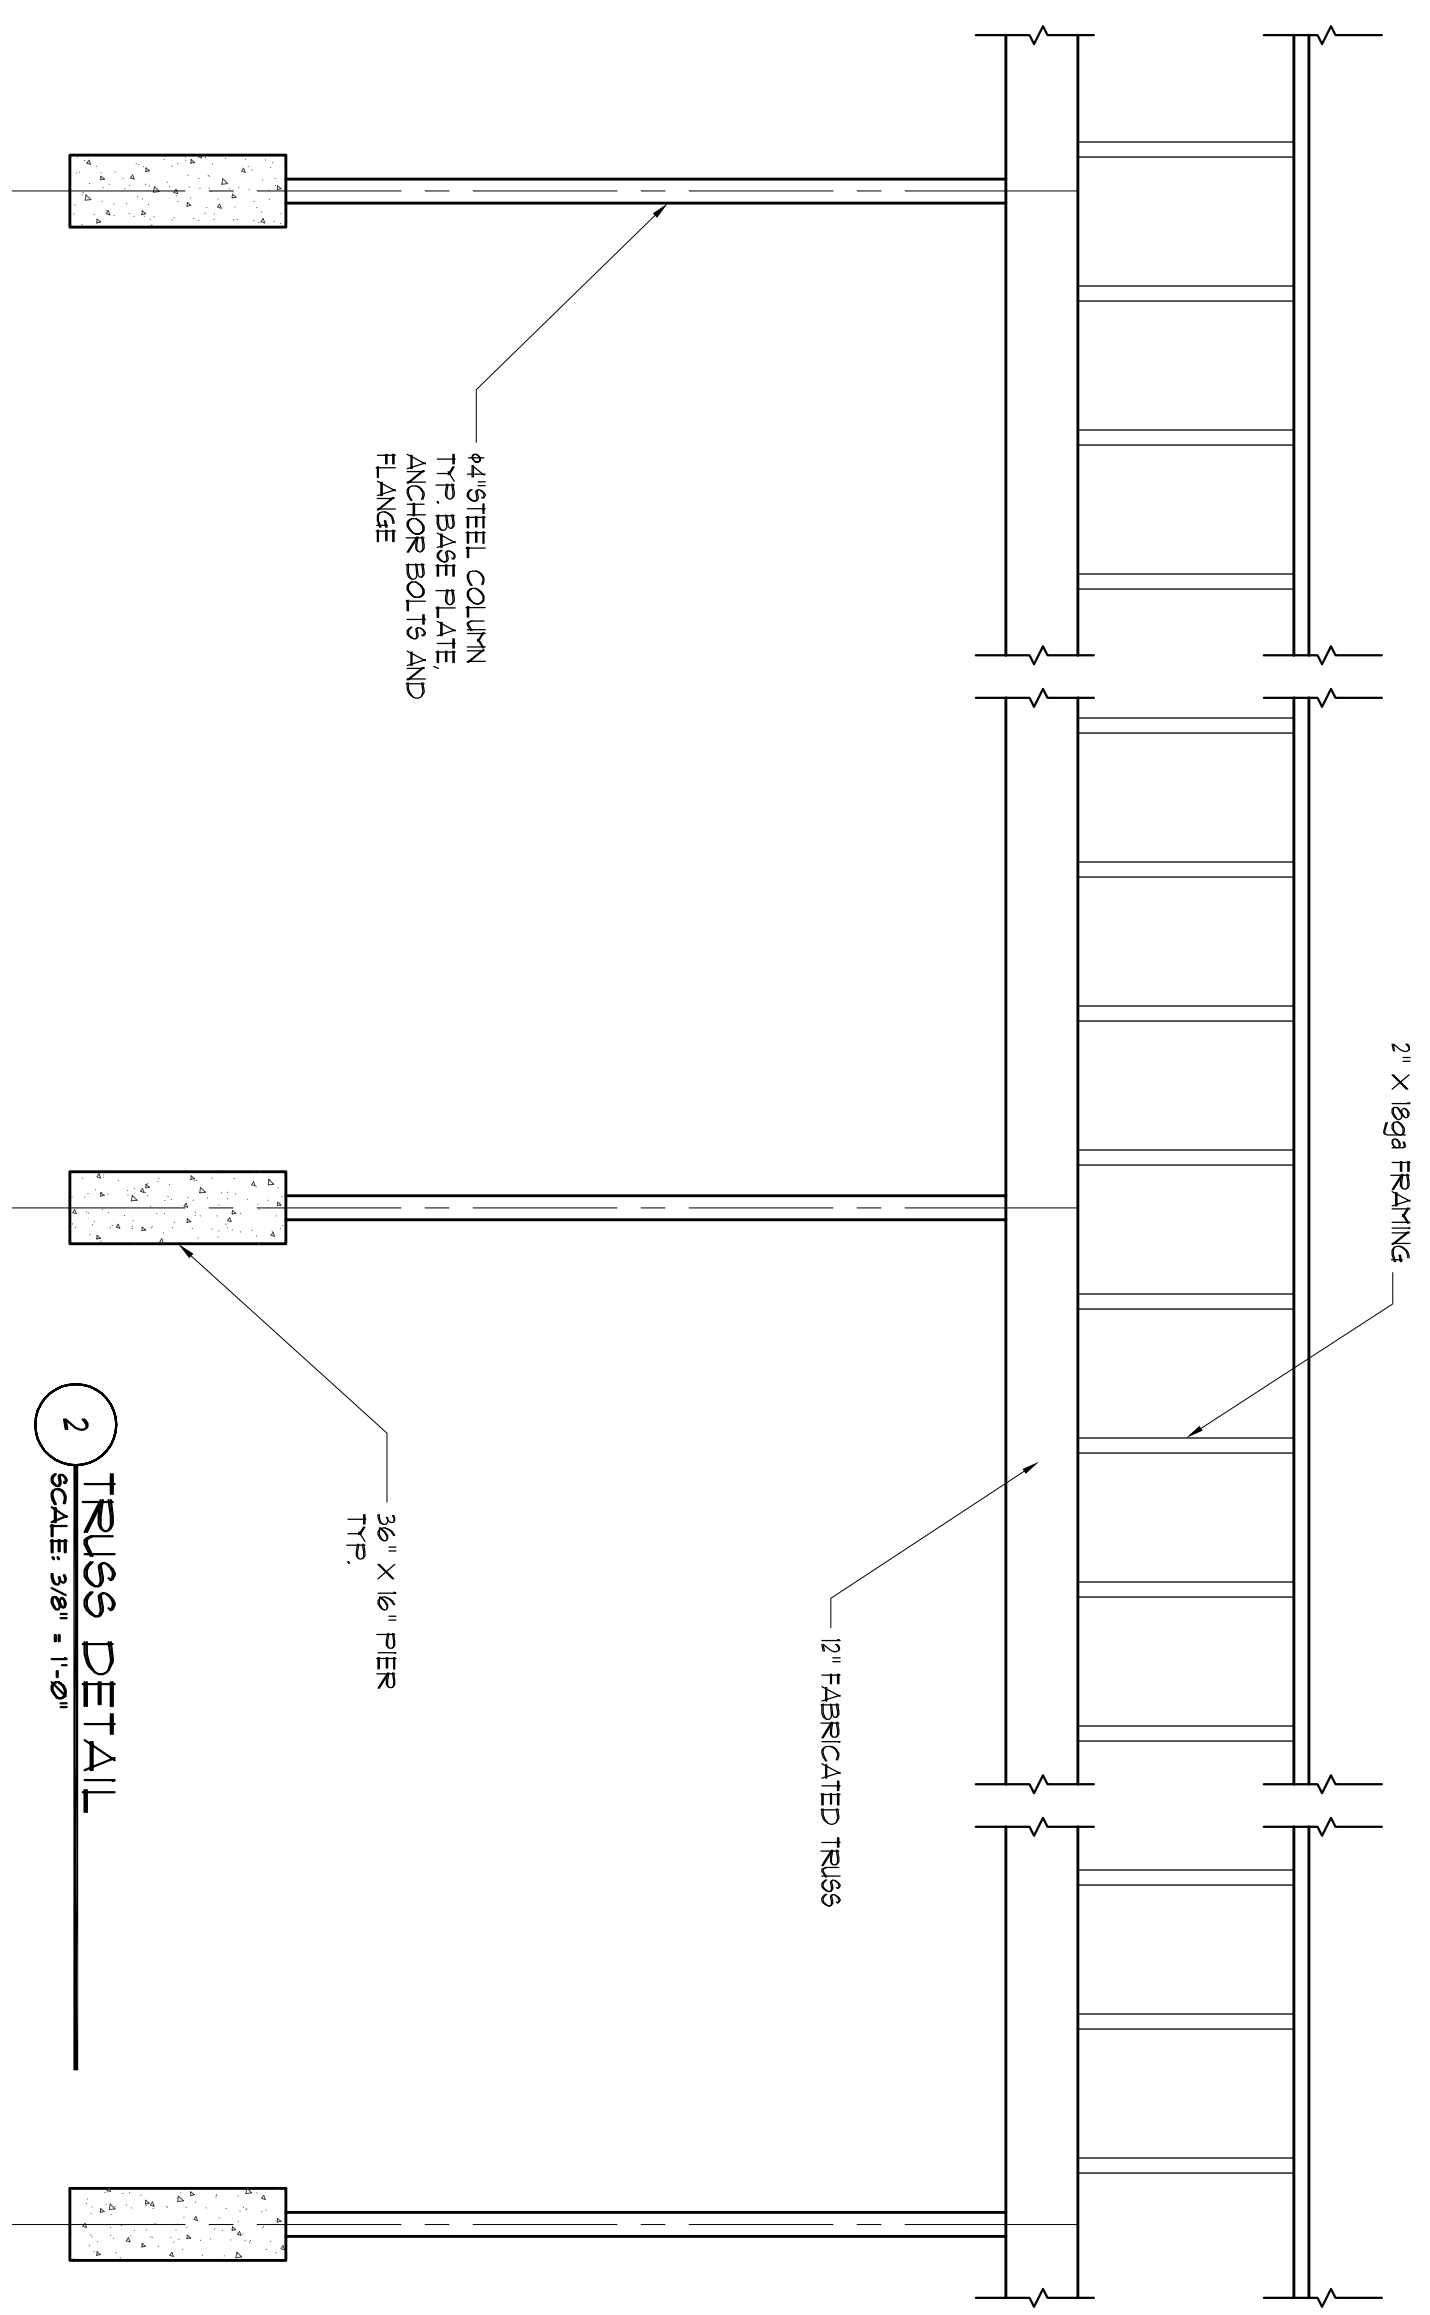 2" X 18ga FRAMING
12" FABRICATED TRUSS
φ4"STEEL COLUMN
TYP. BASE PLATE,
ANCHOR BOLTS AND
FLANGE
36" X 16" PIER
TYP.
2
TRUSS DETAIL
SCALE: 3/8" = 1'-0"